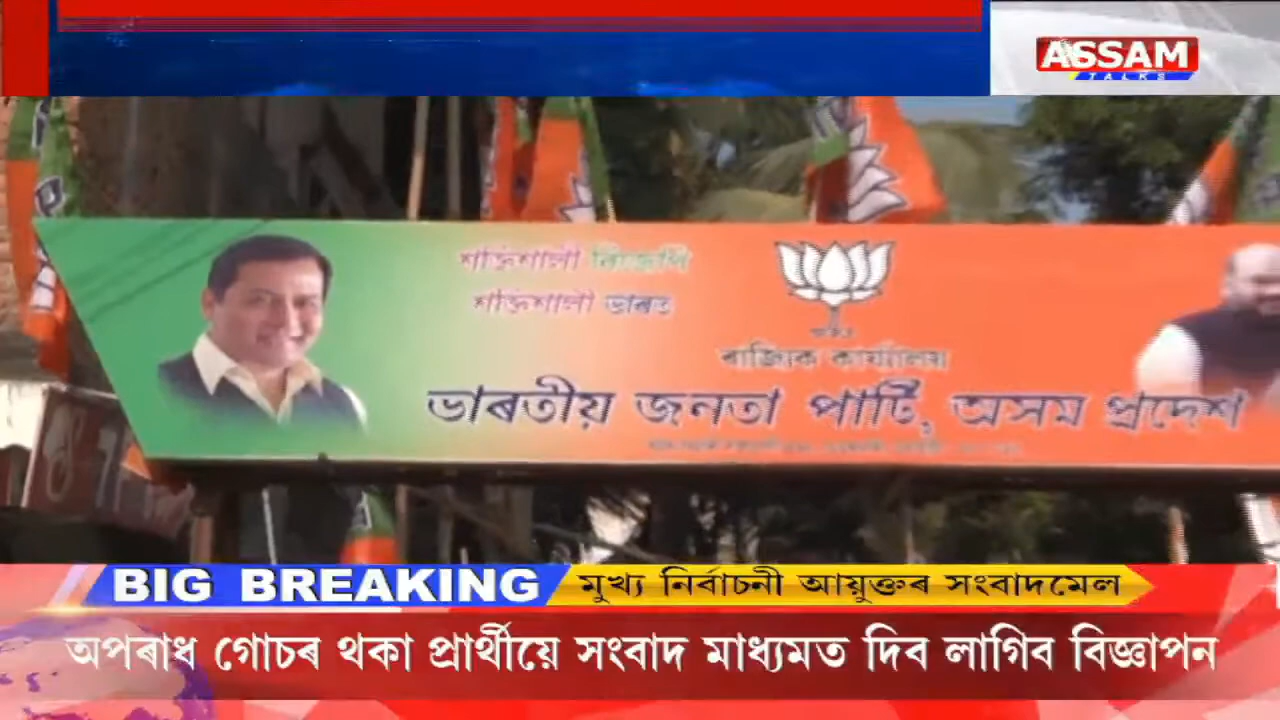 ASSAM
TALKS
শক্তিশালী বিজেপি
শক্তিশালী ভাৰত
ৰাজ্যিক কাৰ্যালয়
ভাৰতীয় জনতা পাৰ্টি, অসম প্ৰদেশ
BIG BREAKING
মুখ্য নিৰ্বাচনী আয়ুক্তৰ সংবাদমেল
অপৰাধ গোচৰ থকা প্ৰাৰ্থীয়ে সংবাদ মাধ্যমত দিব লাগিব বিজ্ঞাপন